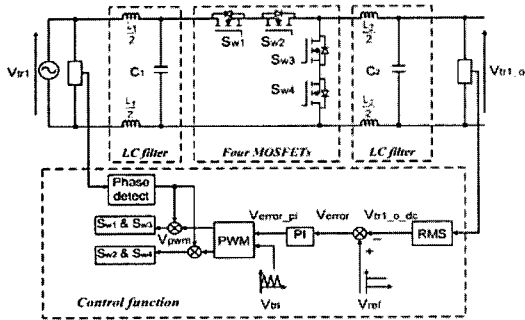 L1/2
L2/2
Vtr1
C1
Sw1
Sw2
Sw3
Sw4
C2
Vtr1_o
L1/2
L2/2
LC filter
Four MOSFETs
LC filter
Phase detect
Sw1 & Sw3
Sw2 & Sw4
Vpwm
PWM
Verror_pi
PI
Verror
Vtr1_o_dc
RMS
−
+
Vtri
Vref
Control function